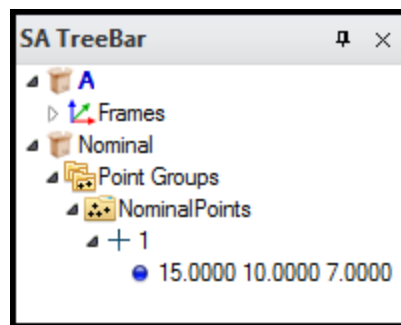 SA TreeBar
A
Frames
Nominal
Point Groups
NominalPoints
1
15.0000 10.0000 7.0000